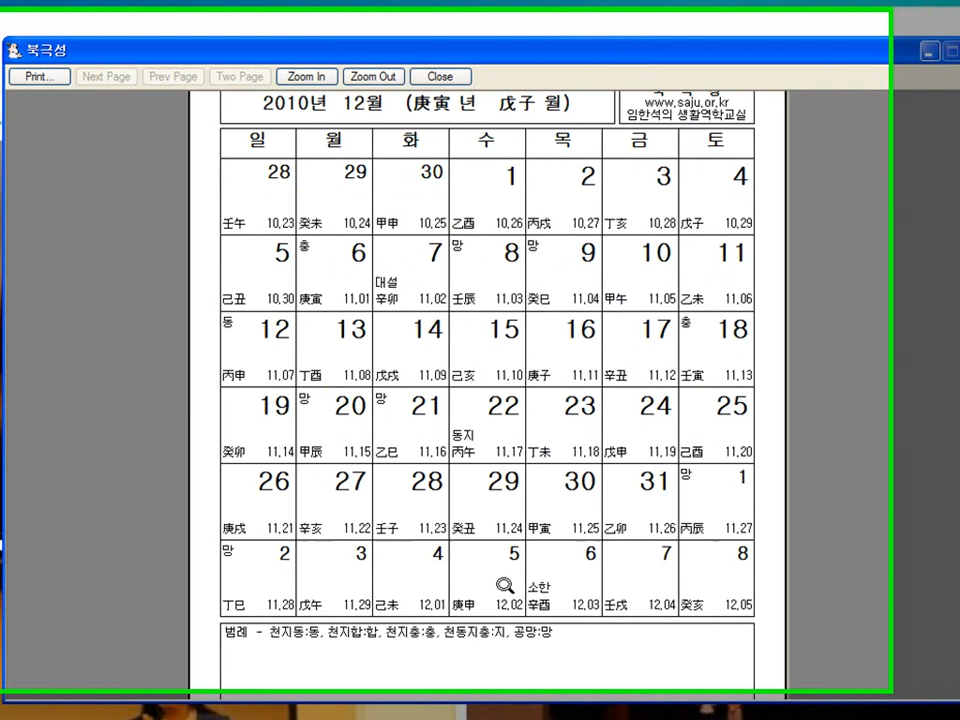 북극성
Print... Next Page Prev Page Two Page Zoom In Zoom Out Close
2010년 12월 (庚寅 년 戊子 월)
www.saju.or.kr
임한석의 생활역학교실
일 월 화 수 목 금 토
28 29 30 1 2 3 4
壬午 10.23 癸未 10.24 甲申 10.25 乙酉 10.26 丙戌 10.27 丁亥 10.28 戊子 10.29
5 충 6 7 망 8 망 9 10 11
대설
己丑 10.30 庚寅 11.01 辛卯 11.02 壬辰 11.03 癸巳 11.04 甲午 11.05 乙未 11.06
동 12 13 14 15 16 17 충 18
丙申 11.07 丁酉 11.08 戊戌 11.09 己亥 11.10 庚子 11.11 辛丑 11.12 壬寅 11.13
19 망 20 망 21 22 23 24 25
동지
癸卯 11.14 甲辰 11.15 乙巳 11.16 丙午 11.17 丁未 11.18 戊申 11.19 己酉 11.20
26 27 28 29 30 31 망 1
庚戌 11.21 辛亥 11.22 壬子 11.23 癸丑 11.24 甲寅 11.25 乙卯 11.26 丙辰 11.27
망 2 3 4 5 6 7 8
소한
丁巳 11.28 戊午 11.29 己未 12.01 庚申 12.02 辛酉 12.03 壬戌 12.04 癸亥 12.05
범례 - 천지동:동, 천지합:합, 천지충:충, 천동지충:지, 공망:망